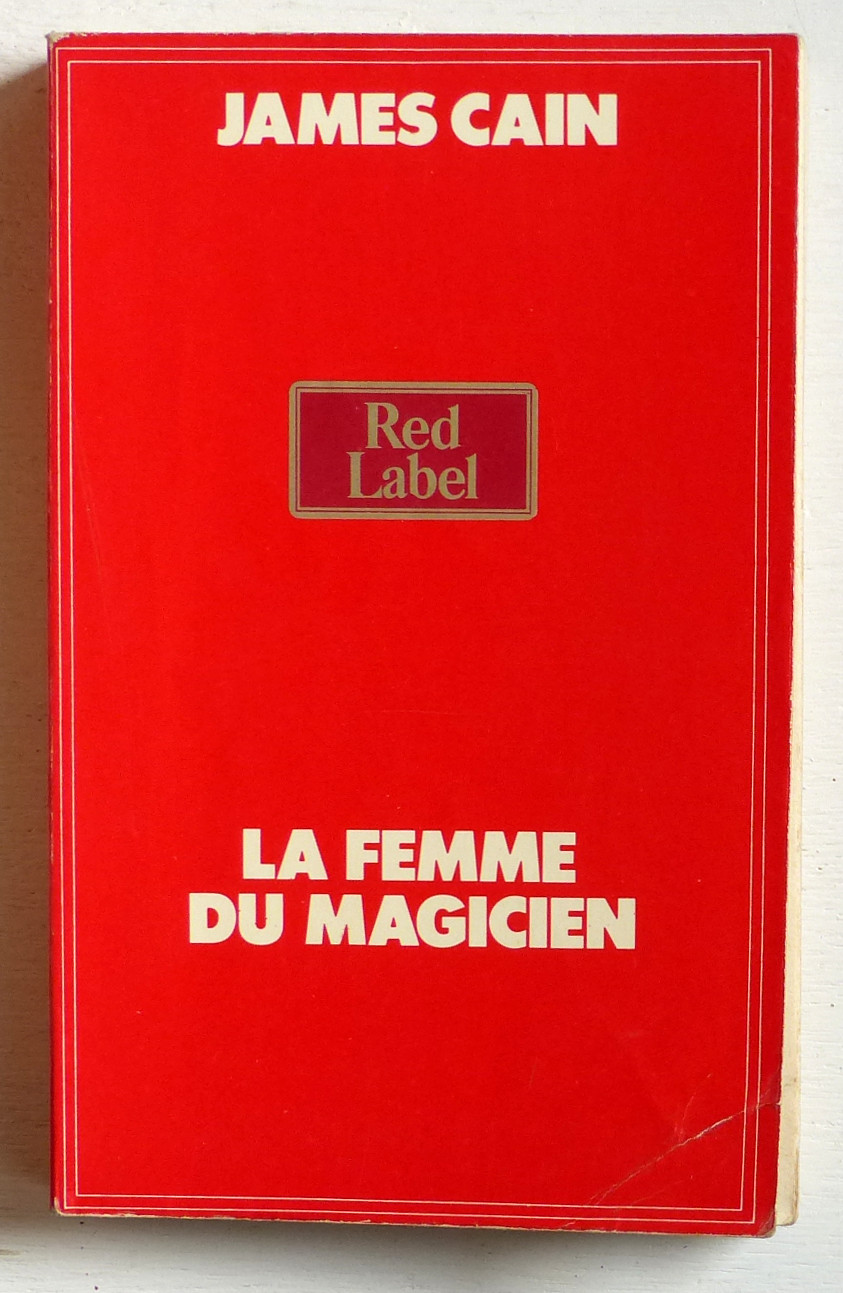 JAMES CAIN
Red
Label
LA FEMME
DU MAGICIEN